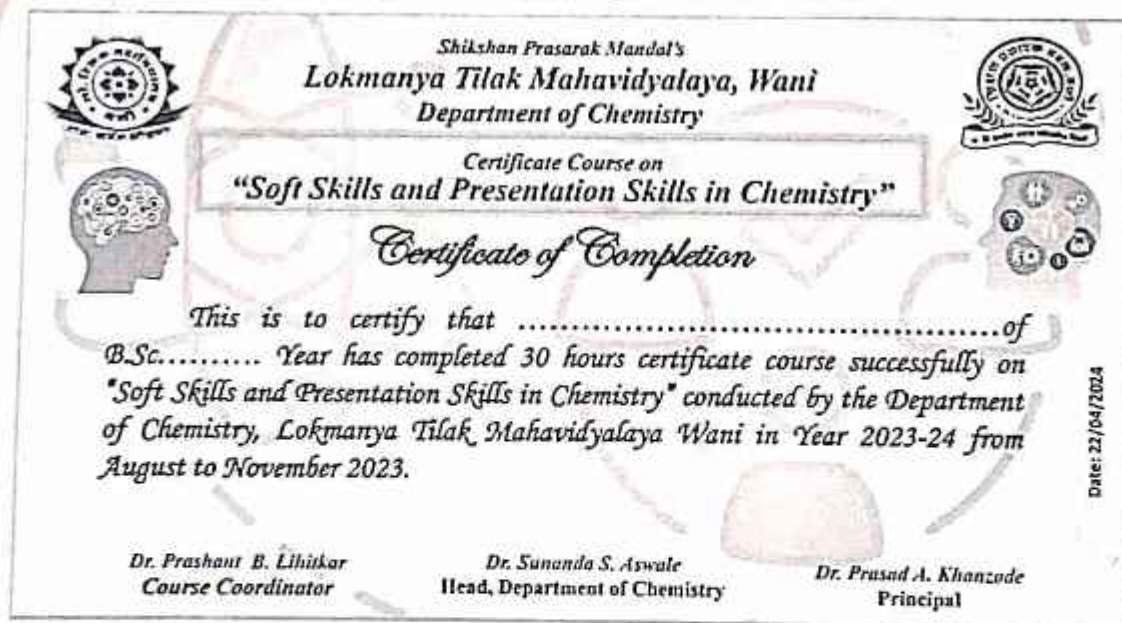 Shikshan Prasarak Mandal's
Lokmanya Tilak Mahavidyalaya, Wani
Department of Chemistry
Certificate Course on
“Soft Skills and Presentation Skills in Chemistry”
Certificate of Completion
This is to certify that ................................................of
B.Sc.......... Year has completed 30 hours certificate course successfully on
"Soft Skills and Presentation Skills in Chemistry" conducted by the Department
of Chemistry, Lokmanya Tilak Mahavidyalaya Wani in Year 2023-24 from
August to November 2023.
Date: 22/04/2024
Dr. Prashant B. Lihitkar
Course Coordinator
Dr. Sunanda S. Aswale
Head, Department of Chemistry
Dr. Prasad A. Khanzode
Principal